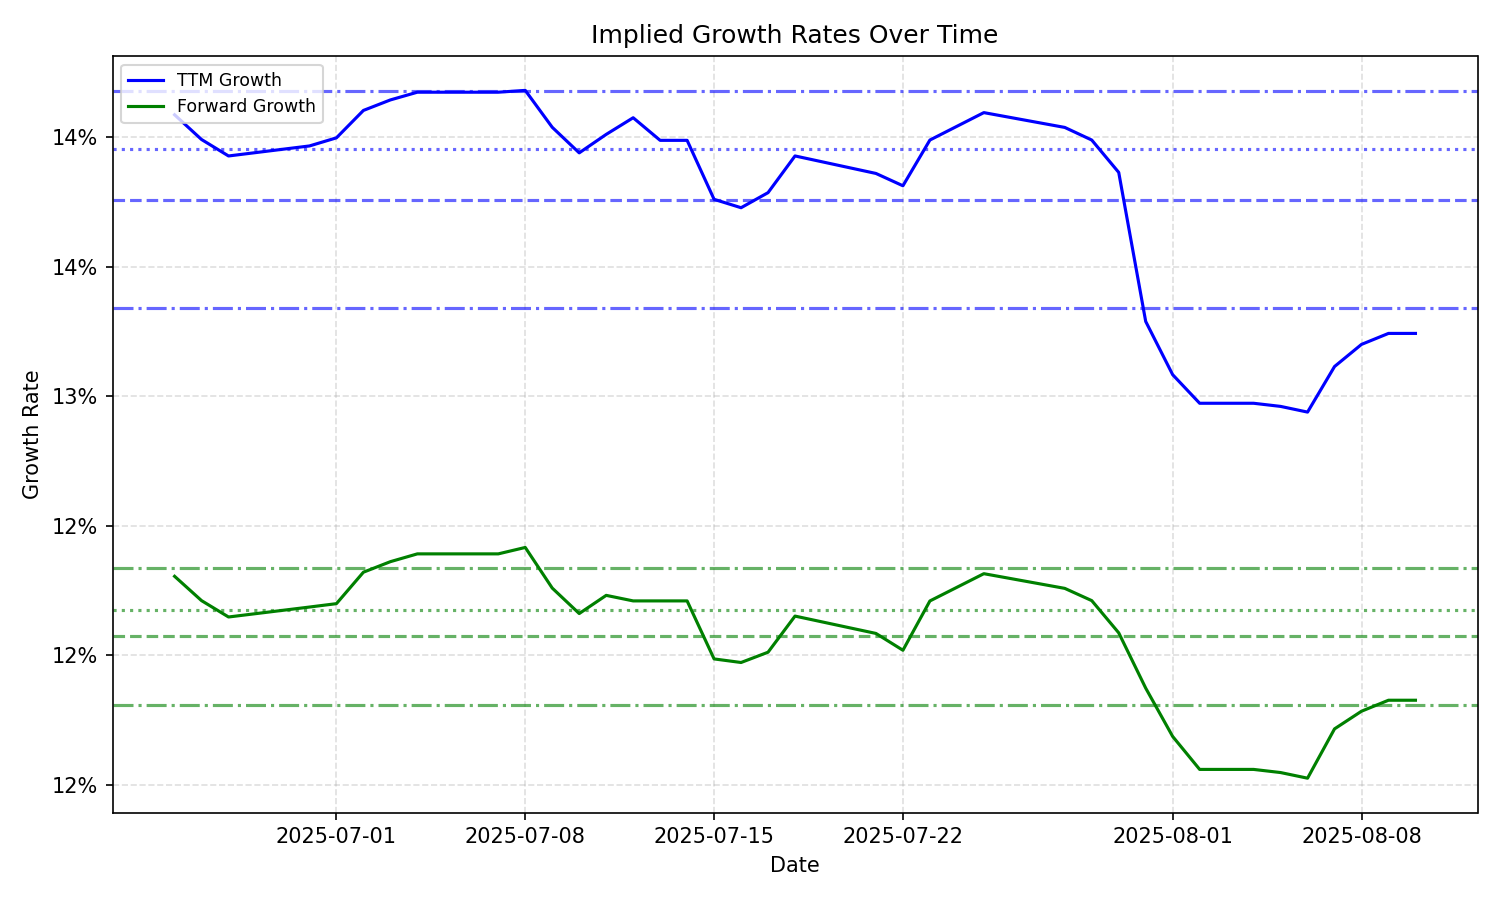 Implied Growth Rates Over Time
TTM Growth
Forward Growth
14%
14%
13%
12%
12%
12%
Growth Rate
2025-07-01
2025-07-08
2025-07-15
2025-07-22
2025-08-01
2025-08-08
Date